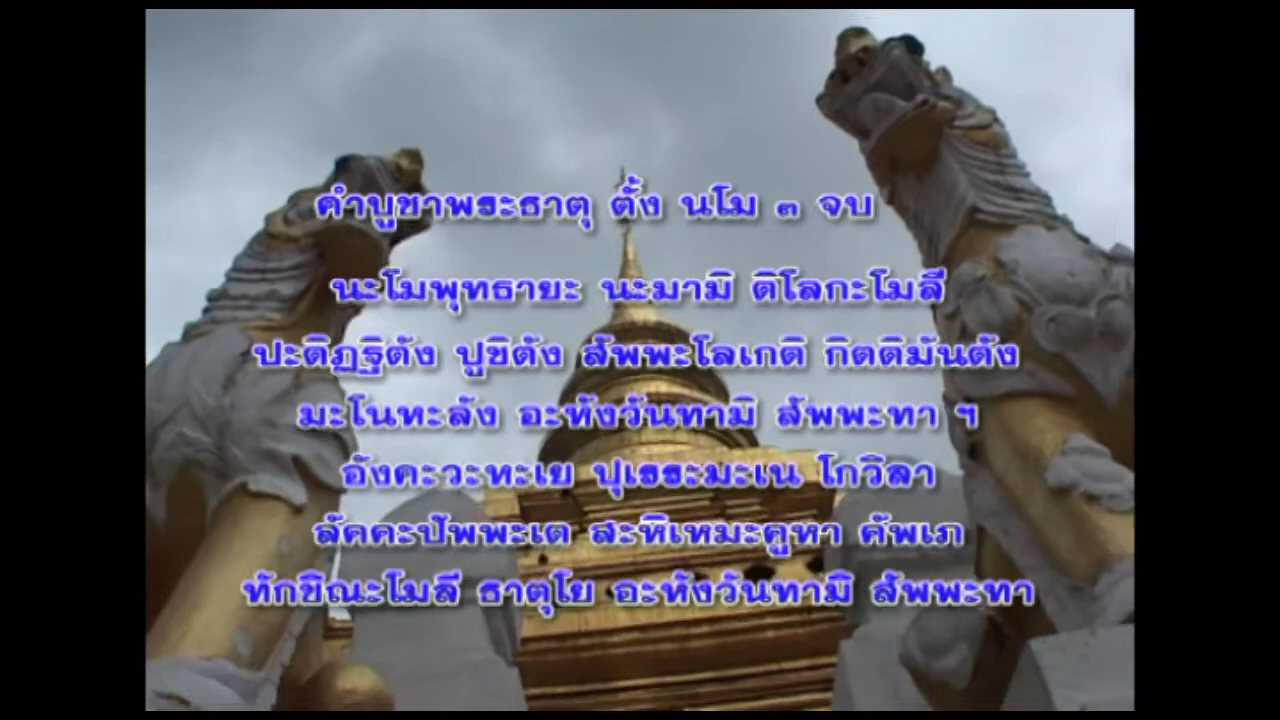 คำบูชาพระธาตุ ตั้ง นโม ๓ จบ
นะโมพุทธายะ นะมามิ ติโลกะโมลี
ปะติฏฐิตัง ปูขิตัง สัพพะโลเกติ กิตติมันตัง
มะโนหะลัง อะหังวันทามิ สัพพะทา ฯ
อังคะวะทะเย ปุเรระมะเน โกวิลา
ลัคคะปัพพะเต สะหิเหมะคูหา คัพเภ
ทักขิณะโมลี ธาตุโย อะหังวันทามิ สัพพะทา